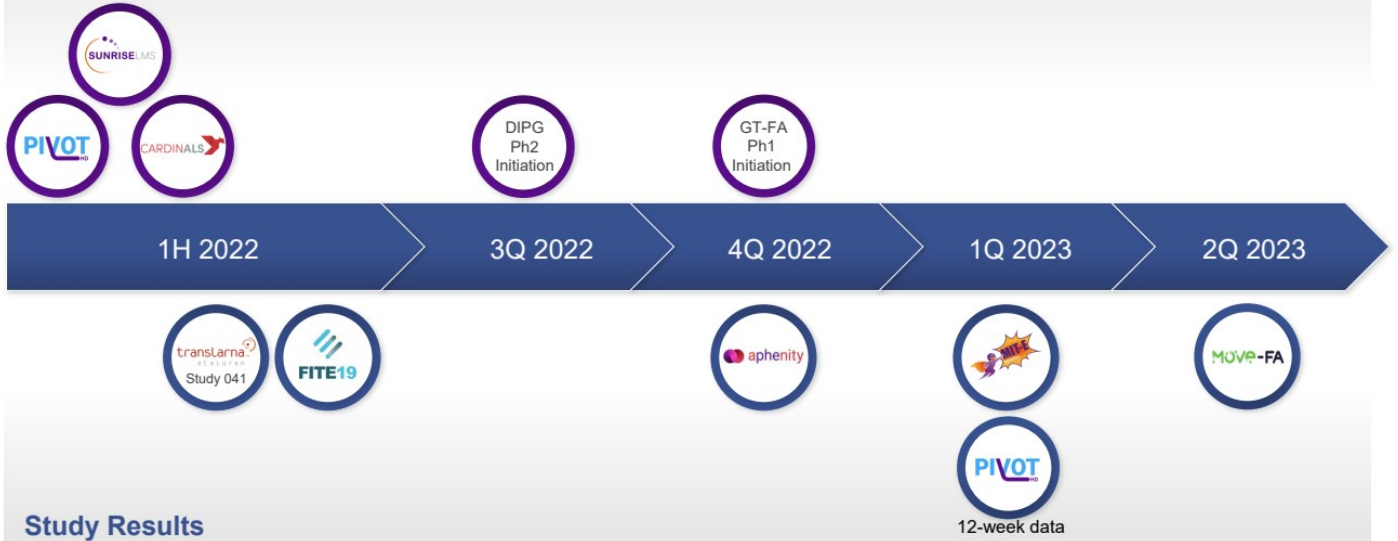 SUNRISELMS
PIVOT
HD
CARDINALS
DIPG
Ph2
Initiation
GT-FA
Ph1
Initiation
1H 2022
3Q 2022
4Q 2022
1Q 2023
2Q 2023
translarna
ataluren
Study 041
FITE19
aphenity
MIT-E
MOVE-FA
PIVOT
HD
12-week data
Study Results